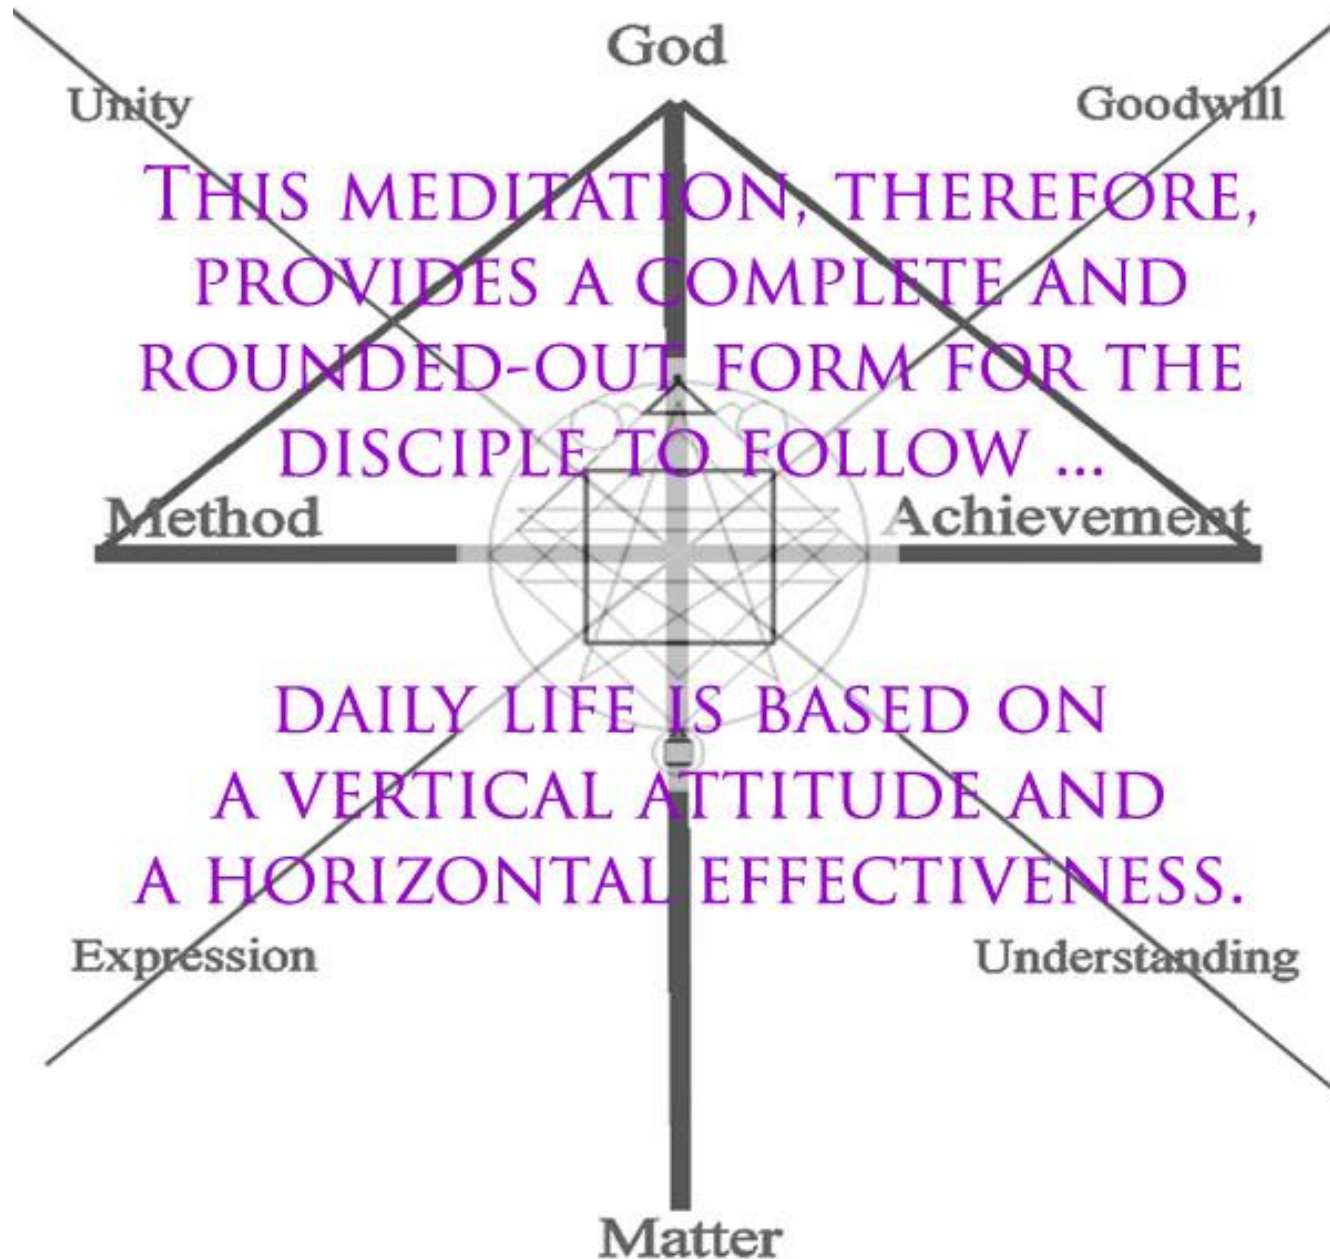 God
Unity
Goodwill
THIS MEDITATION, THEREFORE,
PROVIDES A COMPLETE AND
ROUNDED-OUT FORM FOR THE
DISCIPLE TO FOLLOW ...
Method
Achievement
DAILY LIFE IS BASED ON
A VERTICAL ATTITUDE AND
A HORIZONTAL EFFECTIVENESS.
Expression
Understanding
Matter